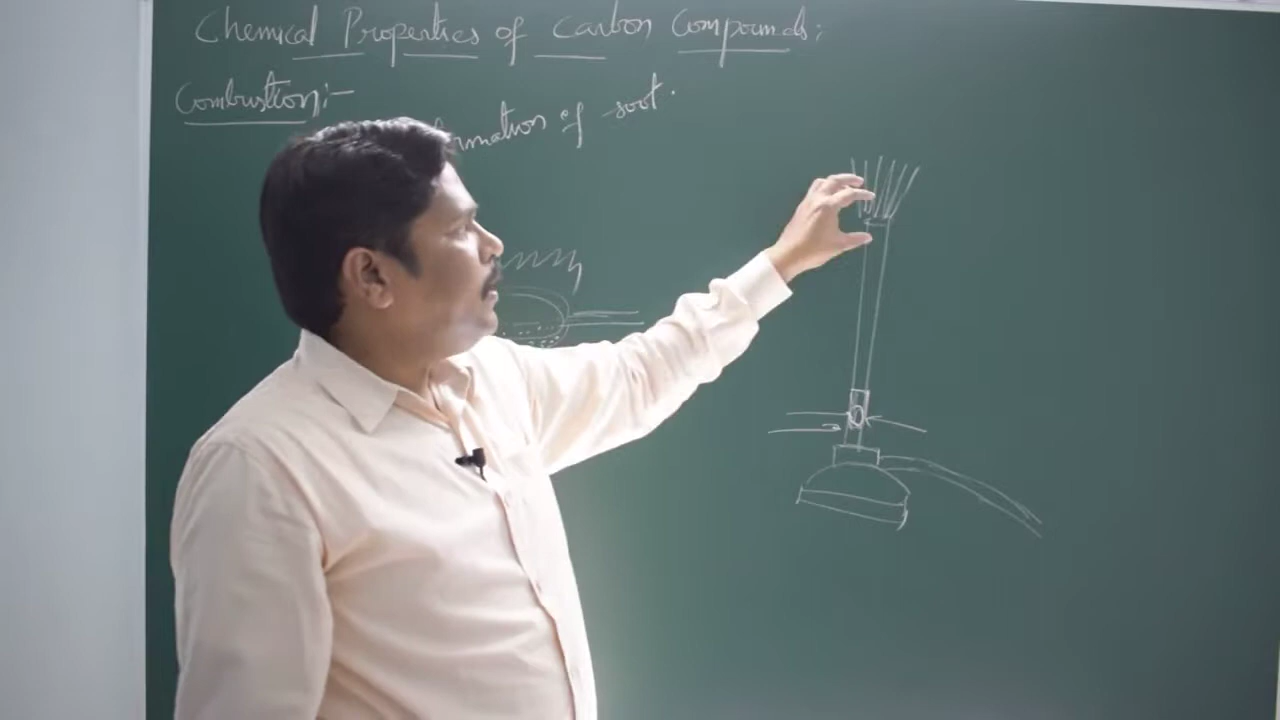 Chemical Properties of Carbon Compounds:
Combustion:-
formation of soot.